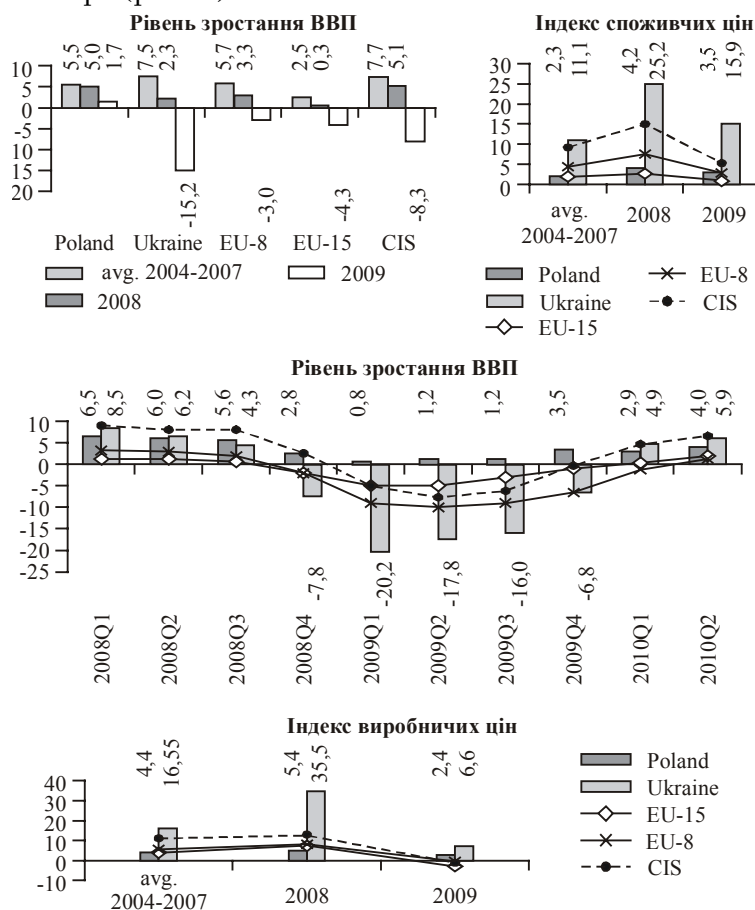 Рівень зростання ВВП
5,5 5,0 1,7 7,5 2,3 5,7 3,3 2,5 0,3 7,7 5,1
10
5
0
-5
10
15
20
-15,2 -3,0 -4,3 -8,3
Poland Ukraine EU-8 EU-15 CIS
avg. 2004-2007 2009
2008
Індекс споживчих цін
2,3 11,1 4,2 25,2 3,5 15,9
30
25
20
15
10
5
0
avg. 2004-2007 2008 2009
Poland EU-8
Ukraine CIS
EU-15
Рівень зростання ВВП
6,5 8,5 6,0 6,2 5,6 4,3 2,8 0,8 1,2 1,2 3,5 2,9 4,9 4,0 5,9
10
5
0
-5
-10
-15
-20
-25
-7,8 -20,2 -17,8 -16,0 -6,8
2008Q1 2008Q2 2008Q3 2008Q4 2009Q1 2009Q2 2009Q3 2009Q4 2010Q1 2010Q2
Індекс виробничих цін
4,4 16,55 5,4 35,5 2,4 6,6
40
30
20
10
0
-10
avg. 2004-2007 2008 2009
Poland
Ukraine
EU-15
EU-8
CIS